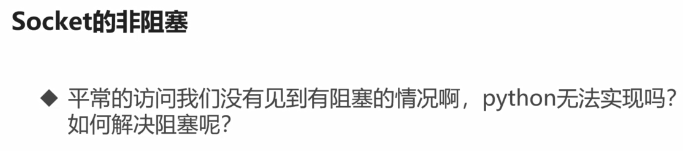 Socket的非阻塞
◆ 平常的访问我们没有见到有阻塞的情况啊，python无法实现吗？
如何解决阻塞呢？